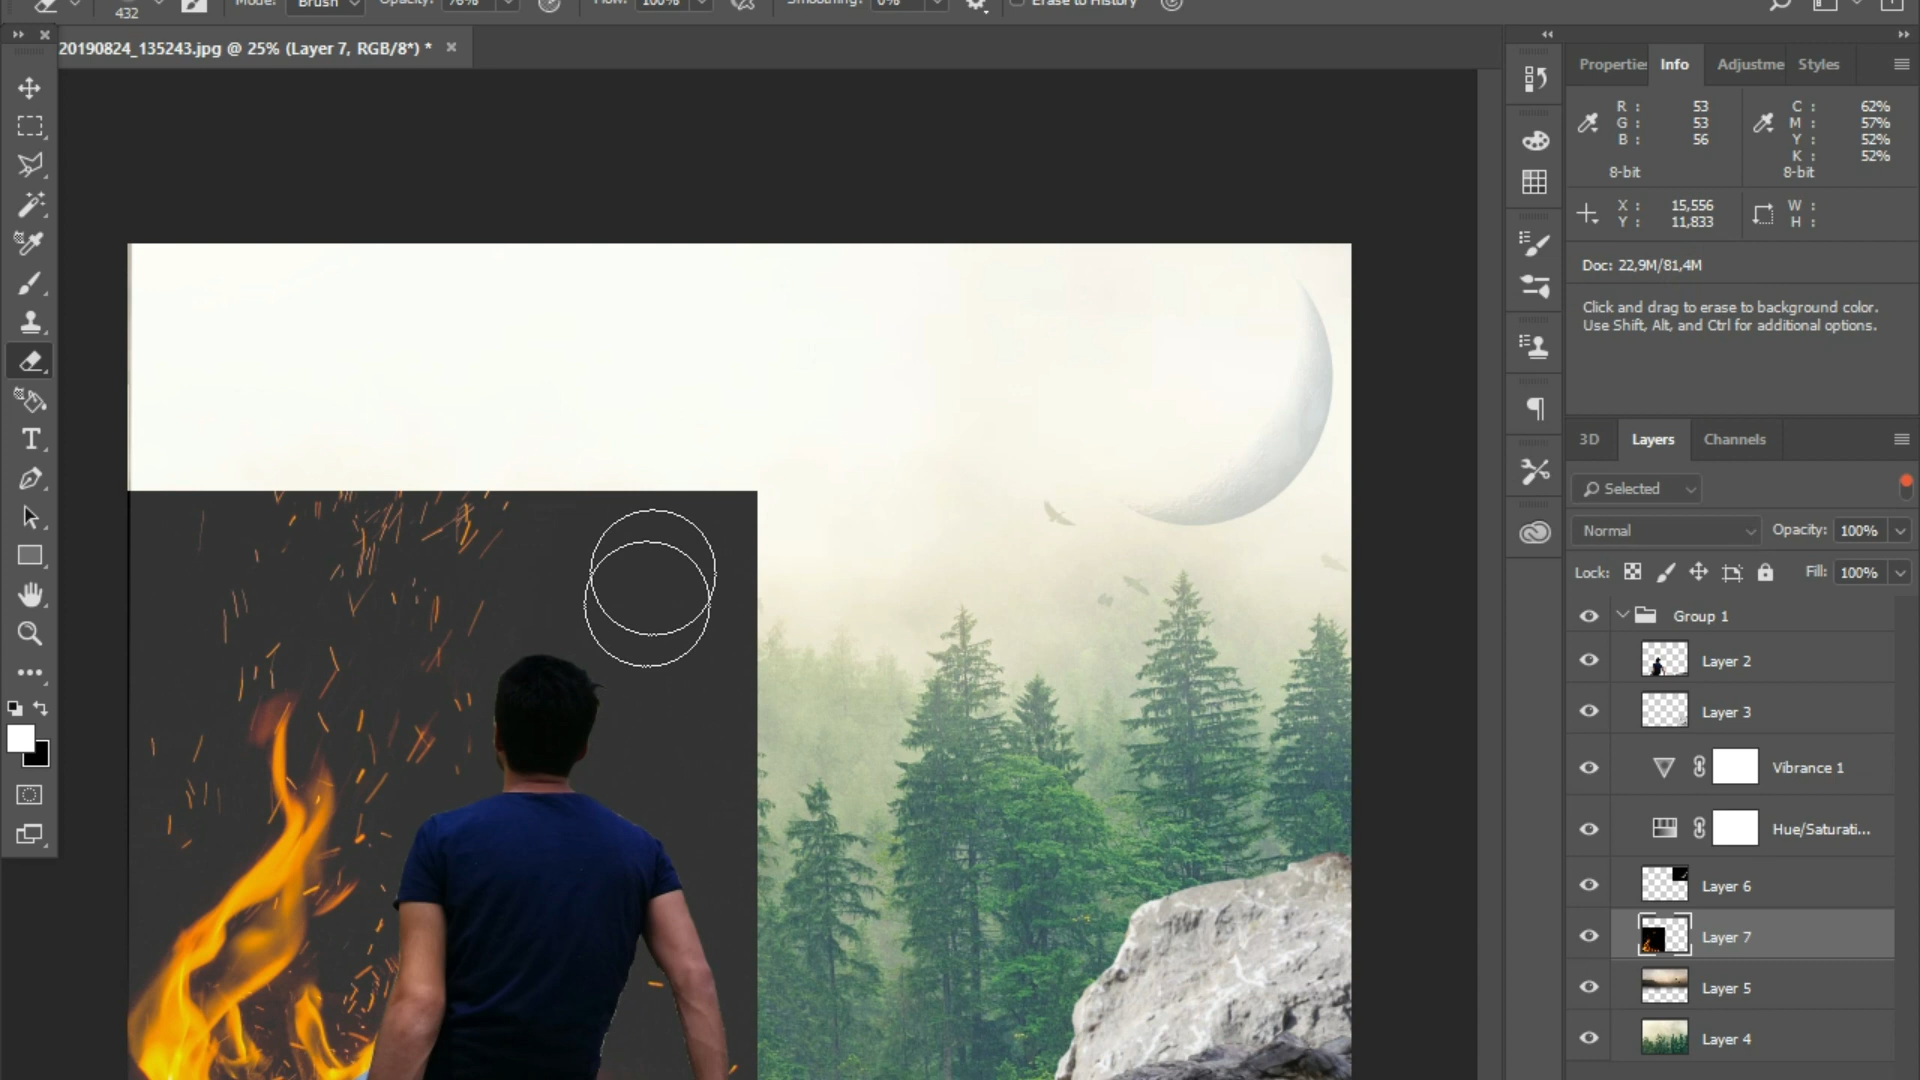 432
Mode: Brush Opacity: 76% Flow: 100% Smoothing: 0% Erase to History
20190824_135243.jpg @ 25% (Layer 7, RGB/8*) *
Properties Info Adjustme Styles
R : 53 C : 62%
G : 53 M : 57%
B : 56 Y : 52%
K : 52%
8-bit 8-bit
X : 15,556 W :
Y : 11,833 H :
Doc: 22,9M/81,4M
Click and drag to erase to background color.
Use Shift, Alt, and Ctrl for additional options.
3D Layers Channels
Selected
Normal Opacity: 100%
Lock: Fill: 100%
Group 1
Layer 2
Layer 3
Vibrance 1
Hue/Saturati...
Layer 6
Layer 7
Layer 5
Layer 4